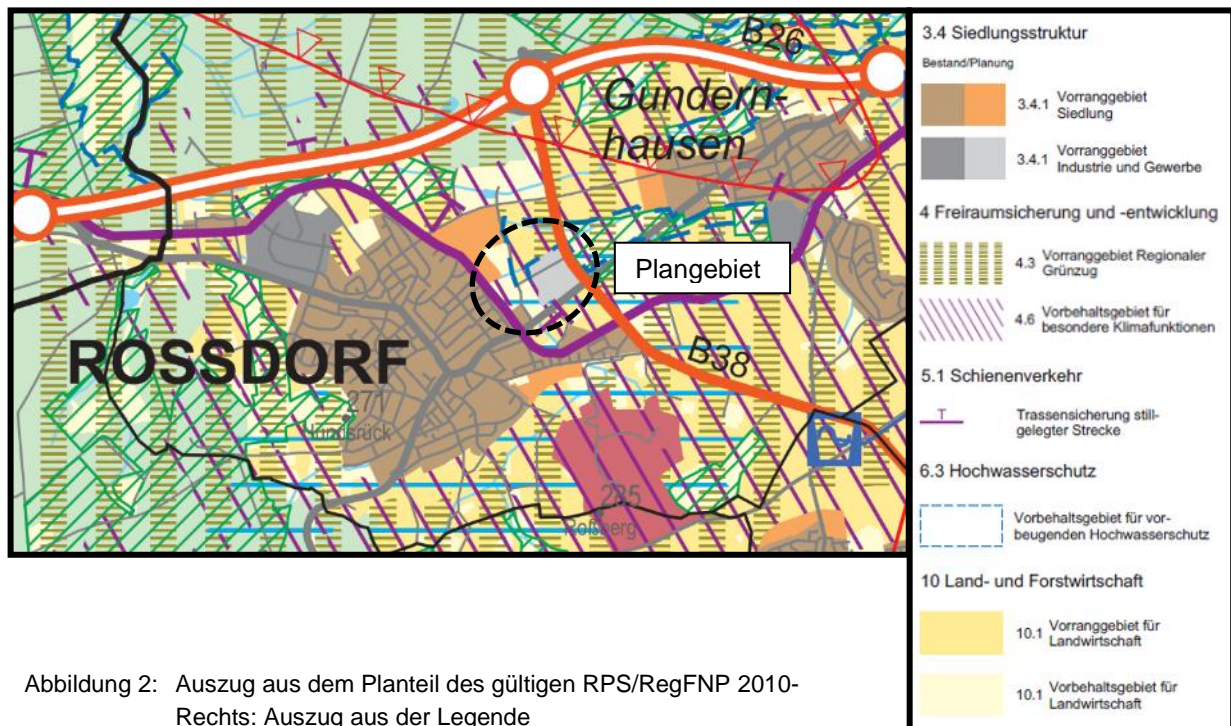 B26
Gundern-
hausen
Plangebiet
ROSSDORF
B38
271
Hundsrück
285
Roßberg
3.4 Siedlungsstruktur
Bestand/Planung
3.4.1 Vorranggebiet
Siedlung
3.4.1 Vorranggebiet
Industrie und Gewerbe
4 Freiraumsicherung und -entwicklung
4.3 Vorranggebiet Regionaler
Grünzug
4.6 Vorbehaltsgebiet für
besondere Klimafunktionen
5.1 Schienenverkehr
T
Trassensicherung still-
gelegter Strecke
6.3 Hochwasserschutz
Vorbehaltsgebiet für vor-
beugenden Hochwasserschutz
10 Land- und Forstwirtschaft
10.1 Vorranggebiet für
Landwirtschaft
10.1 Vorbehaltsgebiet für
Landwirtschaft
Abbildung 2: Auszug aus dem Planteil des gültigen RPS/RegFNP 2010-
Rechts: Auszug aus der Legende